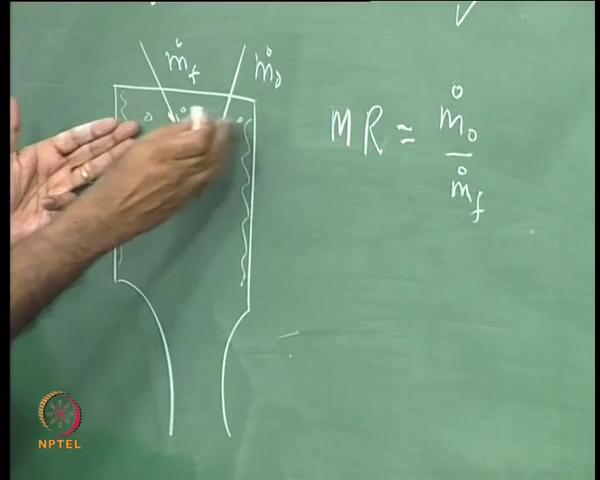 ṁf ṁo
MR = ṁo / ṁf
NPTEL